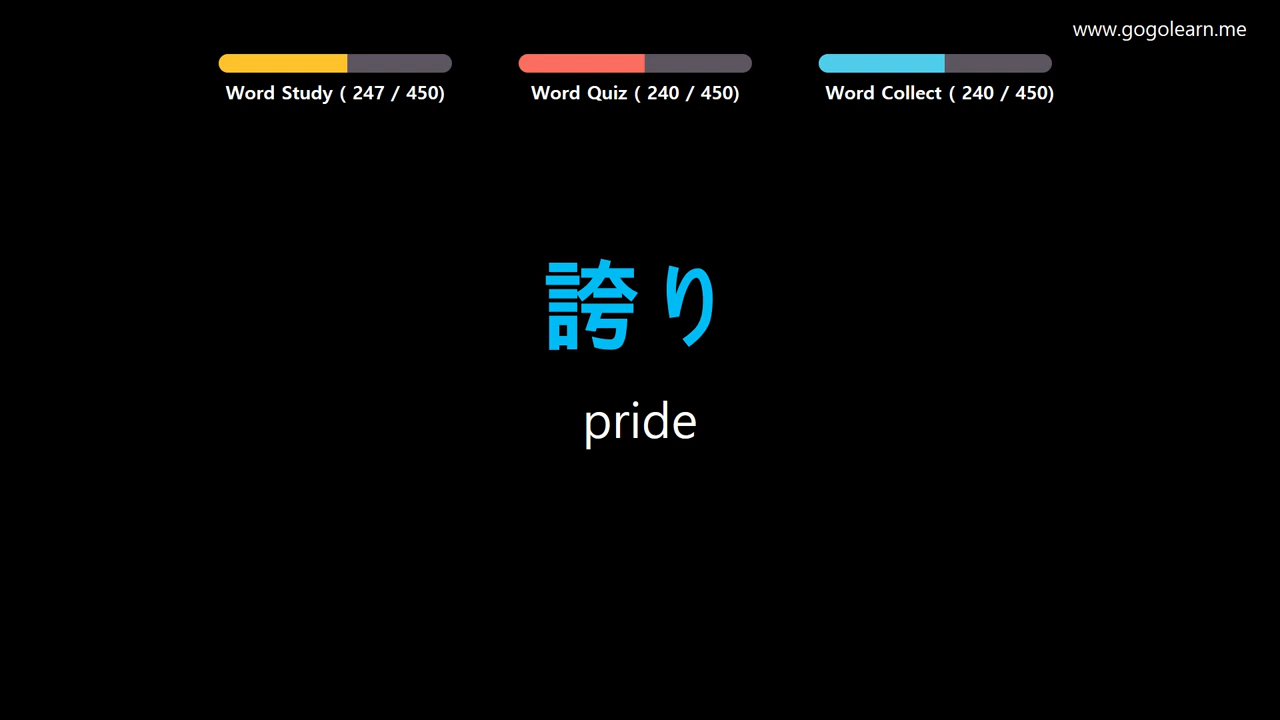 www.gogolearn.me
Word Study ( 247 / 450)
Word Quiz ( 240 / 450)
Word Collect ( 240 / 450)
誇り
pride